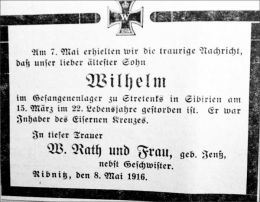 Am 7. Mai erhielten wir die traurige Nachricht,
daß unser lieber ältester Sohn
Wilhelm
im Gefangenenlager zu Stretensk in Sibirien am
15. März im 22. Lebensjahre gestorben ist. Er war
Inhaber des Eisernen Kreuzes.
In tiefer Trauer
W. Rath und Frau, geb. Jenß,
nebst Geschwister.
Ribnitz, den 8. Mai 1916.